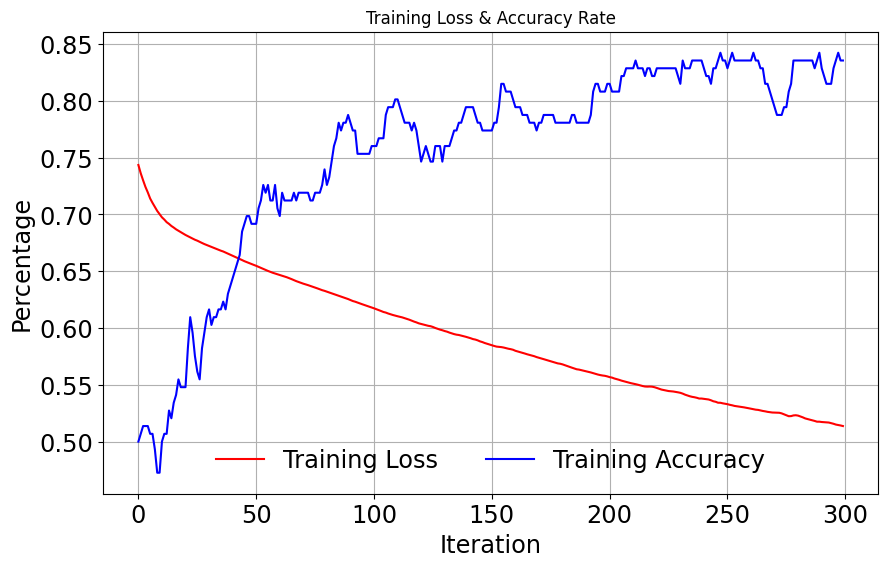 Training Loss & Accuracy Rate
0.85
0.80
0.75
0.70
0.65
0.60
0.55
0.50
Percentage
Training Loss
Training Accuracy
0 50 100 150 200 250 300
Iteration